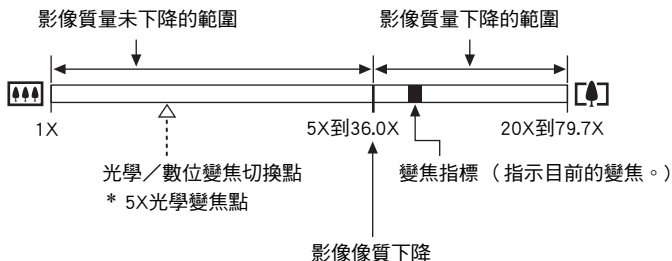 影像質量未下降的範圍
影像質量下降的範圍
1X
5X到36.0X
20X到79.7X
光學／數位變焦切換點
* 5X光學變焦點
變焦指標（指示目前的變焦。）
影像像質下降